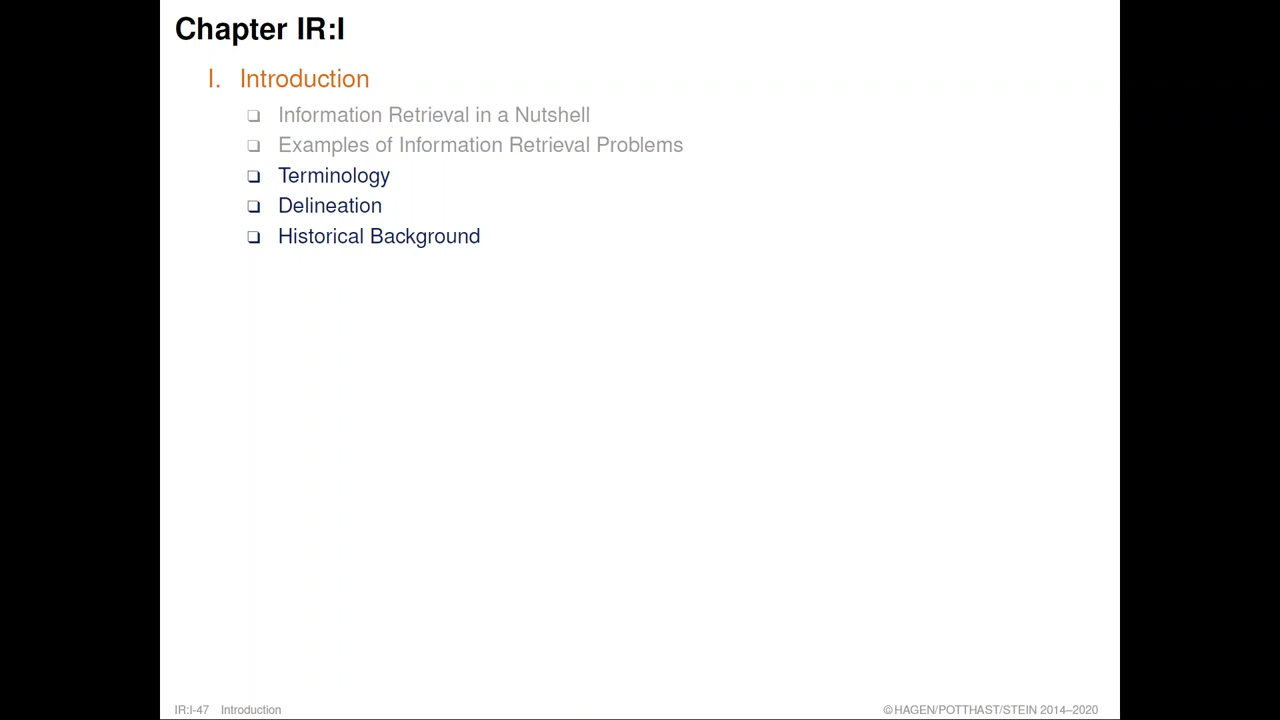 Chapter IR:I
I. Introduction
❑ Information Retrieval in a Nutshell
❑ Examples of Information Retrieval Problems
❑ Terminology
❑ Delineation
❑ Historical Background
IR:I-47 Introduction
©HAGEN/POTTHAST/STEIN 2014–2020